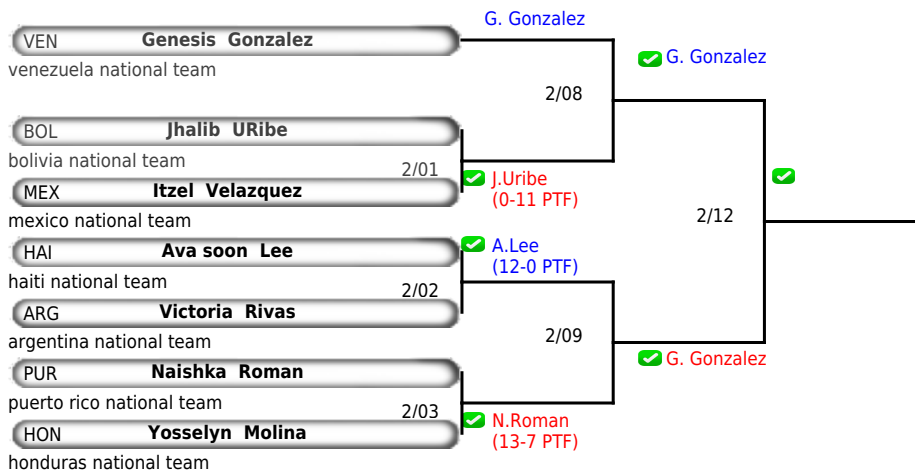 G. Gonzalez
VEN Genesis Gonzalez
venezuela national team
G. Gonzalez
2/08
BOL Jhalib URibe
bolivia national team
2/01
MEX Itzel Velazquez
mexico national team
J.Uribe
(0-11 PTF)
2/12
HAI Ava soon Lee
haiti national team
A.Lee
(12-0 PTF)
2/02
ARG Victoria Rivas
argentina national team
2/09
G. Gonzalez
PUR Naishka Roman
puerto rico national team
2/03
HON Yosselyn Molina
honduras national team
N.Roman
(13-7 PTF)